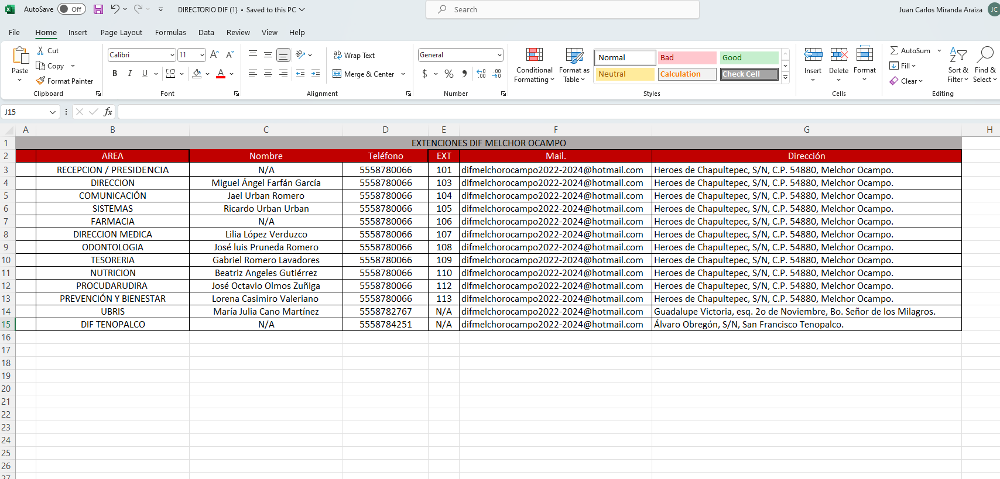 AutoSave Off DIRECTORIO DIF (1) • Saved to this PC Search Juan Carlos Miranda Araiza JC
File Home Insert Page Layout Formulas Data Review View Help
Paste Cut Copy Format Painter Clipboard
Calibri 11 A A B I U A Font
ab Wrap Text Merge & Center Alignment
General $ % Number
Conditional Formatting Format as Table Normal Bad Good Neutral Calculation Check Cell Styles
Insert Delete Format Cells
AutoSum Fill Clear Sort & Filter Find & Select Editing
J15 fx
A B C D E F G H
1 EXTENCIONES DIF MELCHOR OCAMPO
2 AREA Nombre Teléfono EXT Mail. Dirección
3 RECEPCION / PRESIDENCIA N/A 5558780066 101 difmelchorocampo2022-2024@hotmail.com Heroes de Chapultepec, S/N, C.P. 54880, Melchor Ocampo.
4 DIRECCION Miguel Ángel Farfán García 5558780066 103 difmelchorocampo2022-2024@hotmail.com Heroes de Chapultepec, S/N, C.P. 54880, Melchor Ocampo.
5 COMUNICACIÓN Jael Urban Romero 5558780066 104 difmelchorocampo2022-2024@hotmail.com Heroes de Chapultepec, S/N, C.P. 54880, Melchor Ocampo.
6 SISTEMAS Ricardo Urban Urban 5558780066 105 difmelchorocampo2022-2024@hotmail.com Heroes de Chapultepec, S/N, C.P. 54880, Melchor Ocampo.
7 FARMACIA N/A 5558780066 106 difmelchorocampo2022-2024@hotmail.com Heroes de Chapultepec, S/N, C.P. 54880, Melchor Ocampo.
8 DIRECCION MEDICA Lilia López Verduzco 5558780066 107 difmelchorocampo2022-2024@hotmail.com Heroes de Chapultepec, S/N, C.P. 54880, Melchor Ocampo.
9 ODONTOLOGIA José luis Pruneda Romero 5558780066 108 difmelchorocampo2022-2024@hotmail.com Heroes de Chapultepec, S/N, C.P. 54880, Melchor Ocampo.
10 TESORERIA Gabriel Romero Lavadores 5558780066 109 difmelchorocampo2022-2024@hotmail.com Heroes de Chapultepec, S/N, C.P. 54880, Melchor Ocampo.
11 NUTRICION Beatriz Angeles Gutiérrez 5558780066 110 difmelchorocampo2022-2024@hotmail.com Heroes de Chapultepec, S/N, C.P. 54880, Melchor Ocampo.
12 PROCUDARUDIRA José Octavio Olmos Zuñiga 5558780066 112 difmelchorocampo2022-2024@hotmail.com Heroes de Chapultepec, S/N, C.P. 54880, Melchor Ocampo.
13 PREVENCIÓN Y BIENESTAR Lorena Casimiro Valeriano 5558780066 113 difmelchorocampo2022-2024@hotmail.com Heroes de Chapultepec, S/N, C.P. 54880, Melchor Ocampo.
14 UBRIS María Julia Cano Martínez 5558782767 N/A difmelchorocampo2022-2024@hotmail.com Guadalupe Victoria, esq. 2o de Noviembre, Bo. Señor de los Milagros.
15 DIF TENOPALCO N/A 5558784251 N/A difmelchorocampo2022-2024@hotmail.com Álvaro Obregón, S/N, San Francisco Tenopalco.
16
17
18
19
20
21
22
23
24
25
26
27